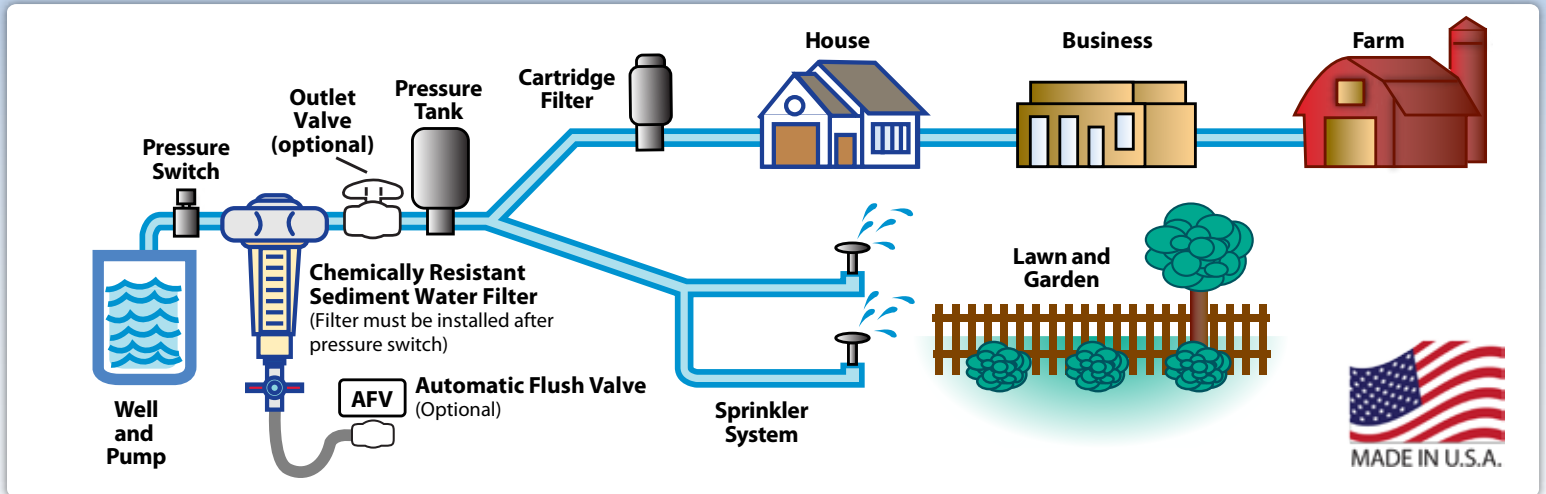 Well
and
Pump
Pressure
Switch
Chemically Resistant
Sediment Water Filter
(Filter must be installed after
pressure switch)
AFV
Automatic Flush Valve
(Optional)
Outlet
Valve
(optional)
Pressure
Tank
Cartridge
Filter
House
Business
Farm
Sprinkler
System
Lawn and
Garden
MADE IN U.S.A.